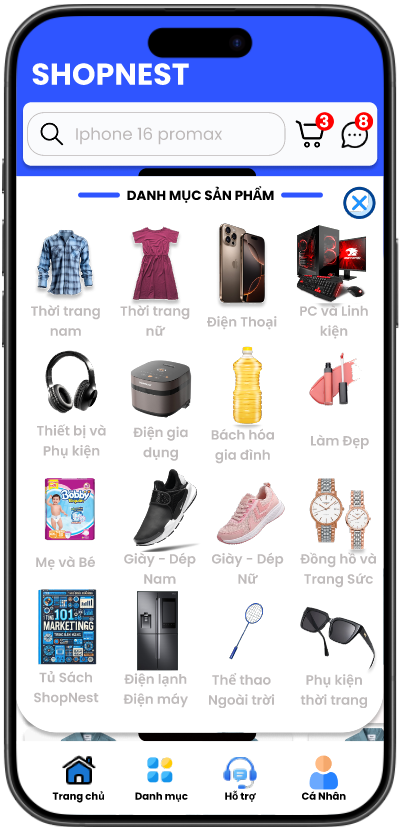 SHOPNEST
Iphone 16 promax
3
8
DANH MỤC SẢN PHẨM
Thời trang nam
Thời trang nữ
Điện Thoại
PC và Linh kiện
Thiết bị và Phụ kiện
Điện gia dụng
Bách hóa gia đình
Làm Đẹp
Bobby
Mẹ và Bé
Giày - Dép Nam
Giày - Dép Nữ
Đồng hồ và Trang Sức
101
MARKETING
Tủ Sách ShopNest
Điện lạnh Điện máy
Thể thao Ngoài trời
Phụ kiện thời trang
Trang chủ
Danh mục
Hỗ trợ
Cá Nhân